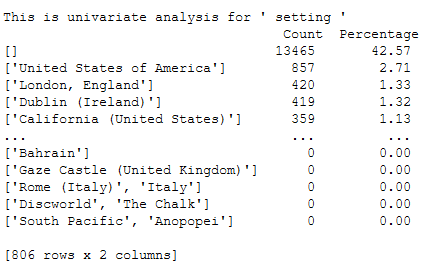 This is univariate analysis for ' setting '
Count Percentage
[] 13465 42.57
['United States of America'] 857 2.71
['London, England'] 420 1.33
['Dublin (Ireland)'] 419 1.32
['California (United States)'] 359 1.13
... ... ...
['Bahrain'] 0 0.00
['Gaze Castle (United Kingdom)'] 0 0.00
['Rome (Italy)', 'Italy'] 0 0.00
['Discworld', 'The Chalk'] 0 0.00
['South Pacific', 'Anopopei'] 0 0.00
[806 rows x 2 columns]